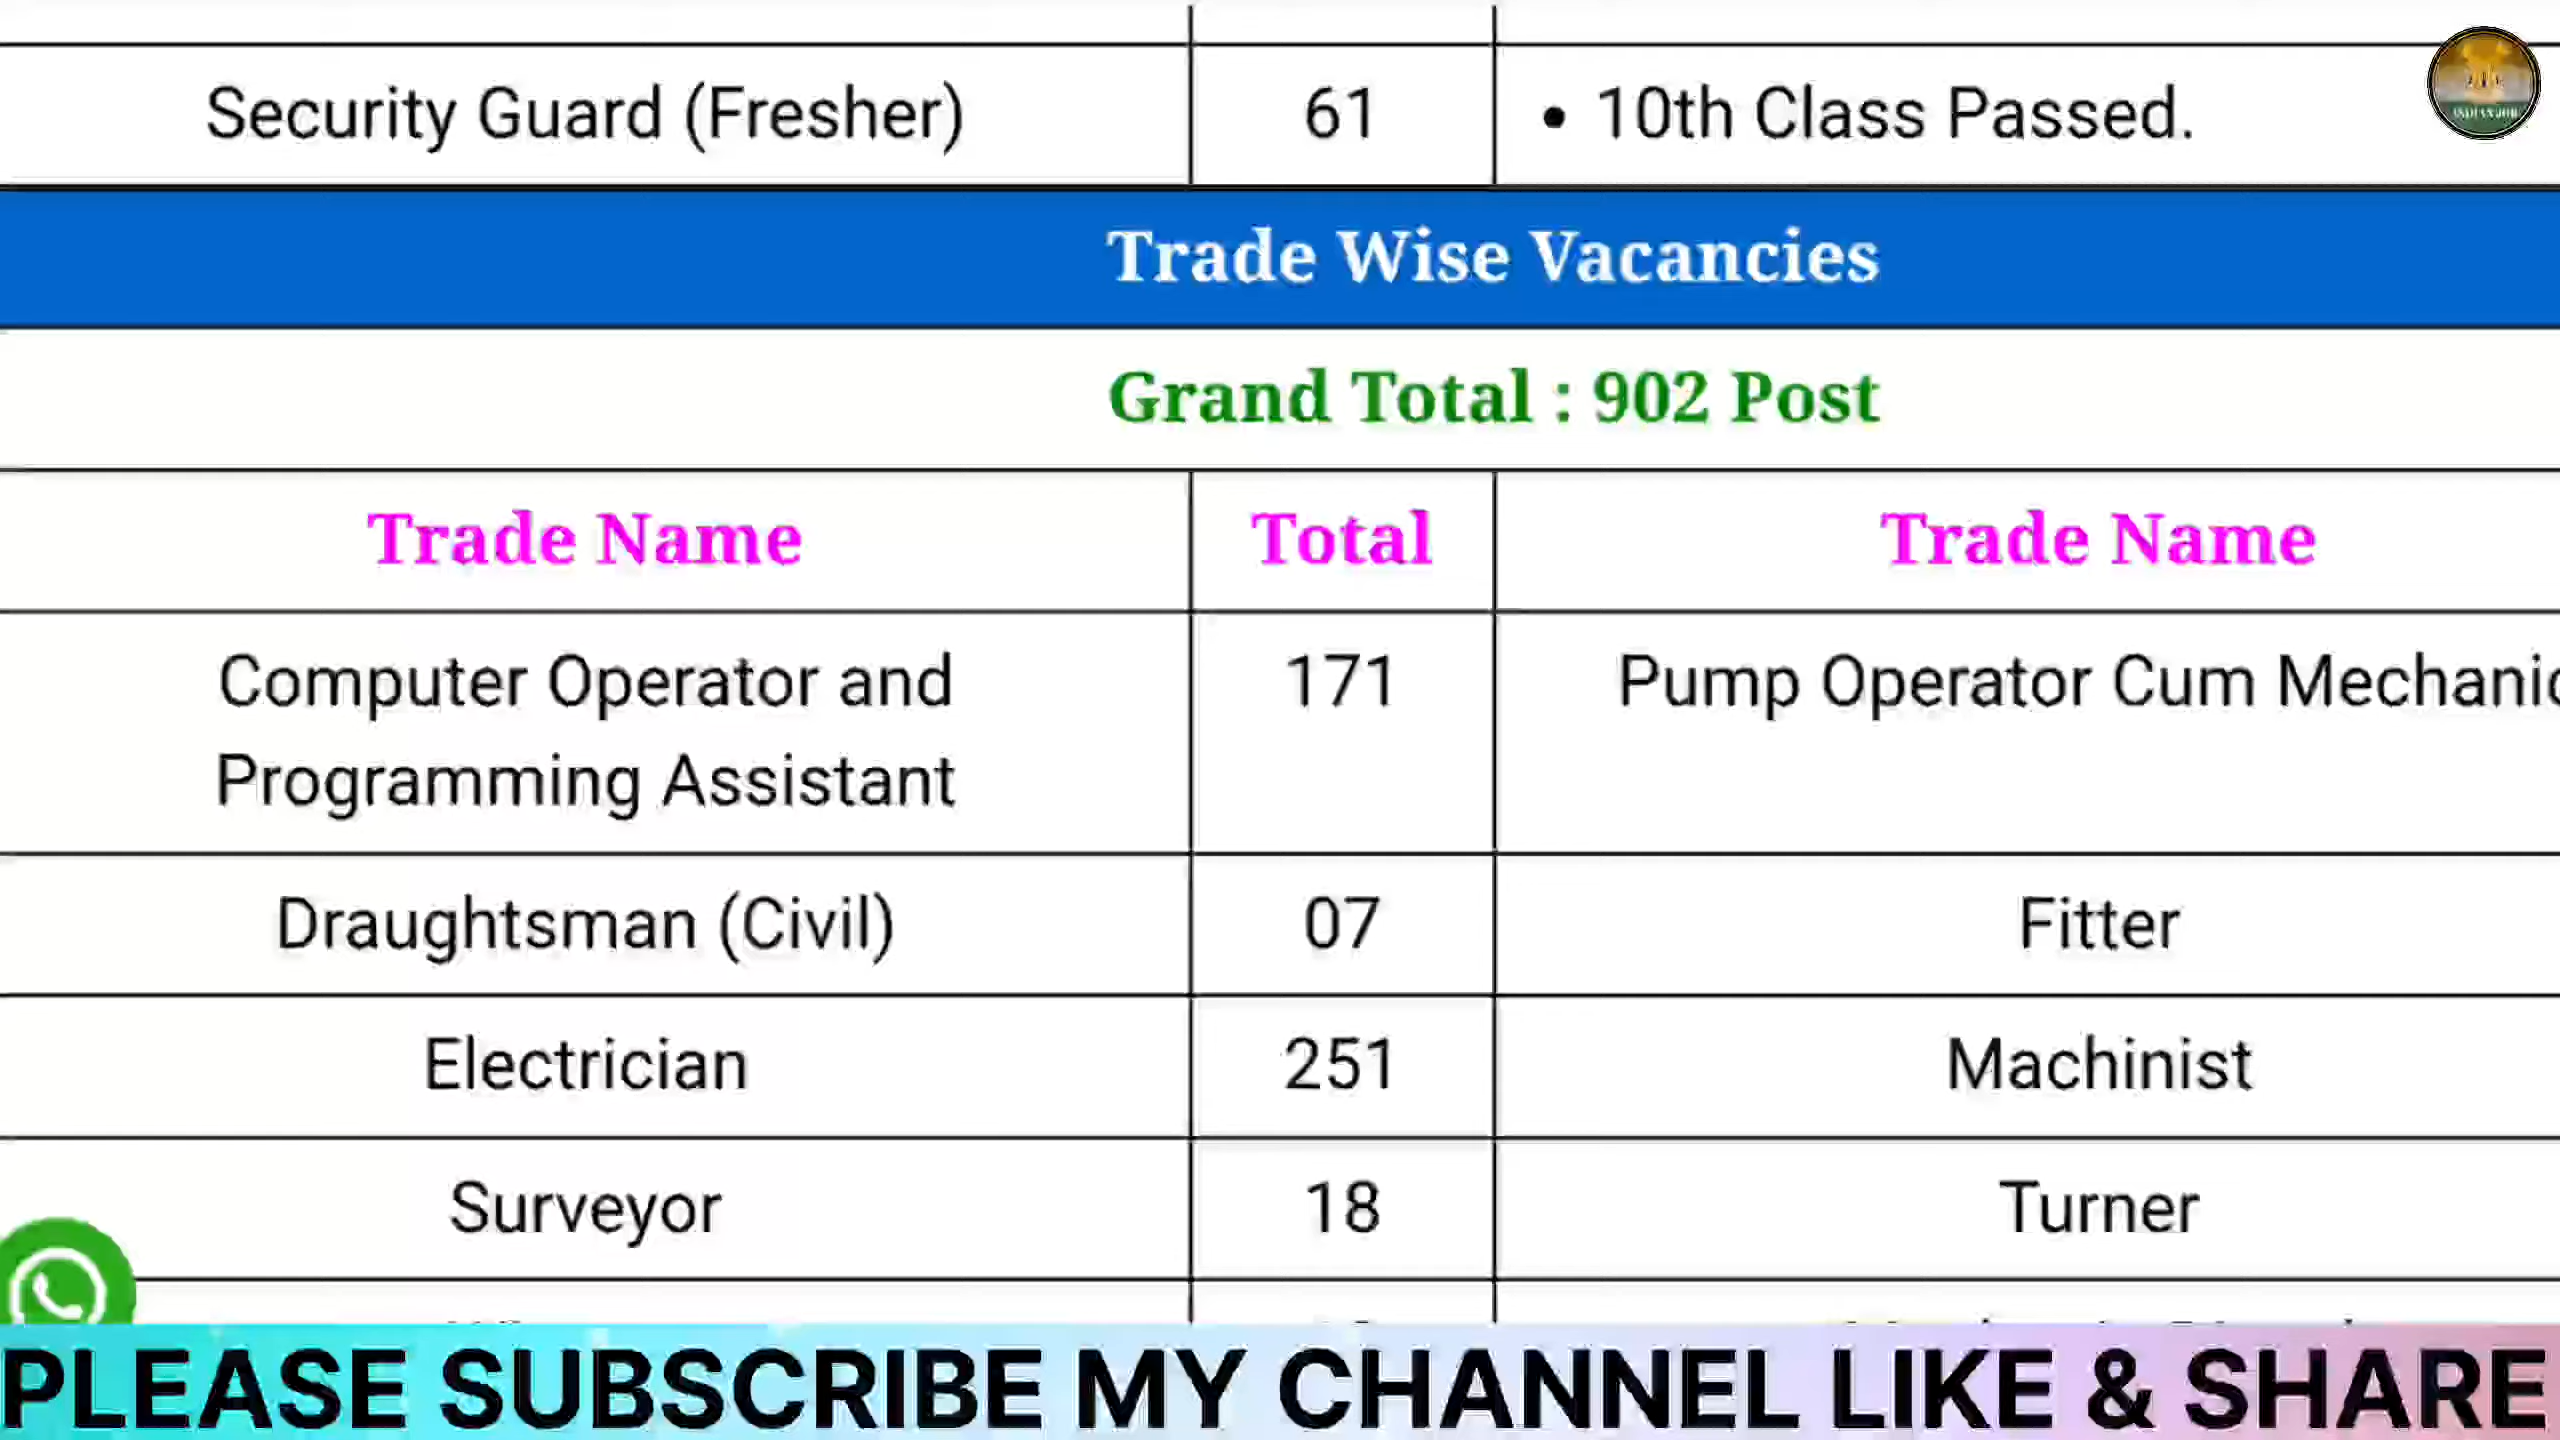 Security Guard (Fresher) 61 • 10th Class Passed.
INDIAN JOB
Trade Wise Vacancies
Grand Total : 902 Post
Trade Name Total Trade Name
Computer Operator and 171 Pump Operator Cum Mechanic
Programming Assistant
Draughtsman (Civil) 07 Fitter
Electrician 251 Machinist
Surveyor 18 Turner
PLEASE SUBSCRIBE MY CHANNEL LIKE & SHARE